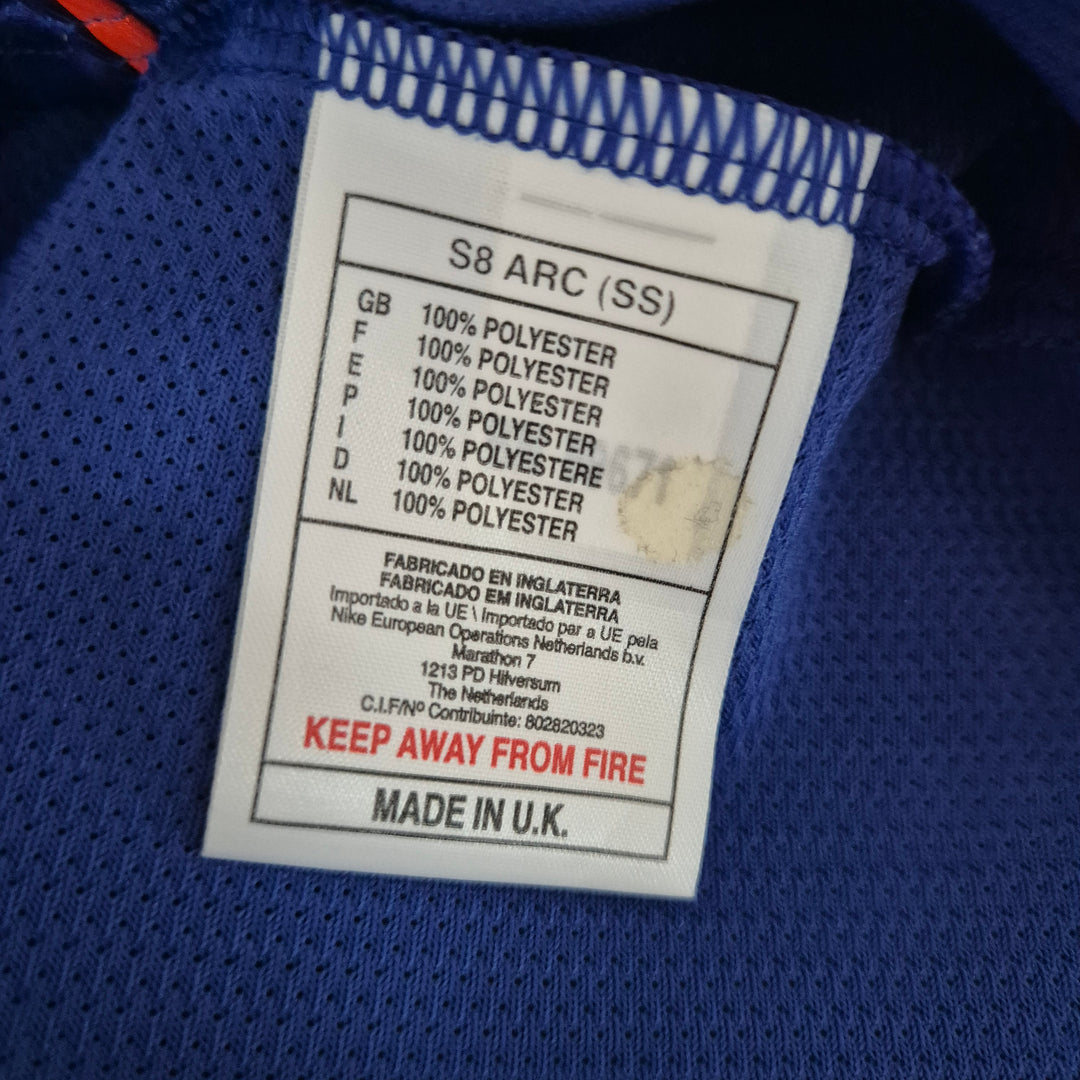 S8 ARC (SS)
GB 100% POLYESTER
F 100% POLYESTER
E 100% POLYESTER
P 100% POLYESTER
I 100% POLYESTERE
D 100% POLYESTER
NL 100% POLYESTER
671
FABRICADO EN INGLATERRA
FABRICADO EM INGLATERRA
Importado a la UE \ Importado par a UE pela
Nike European Operations Netherlands b.v.
Marathon 7
1213 PD Hilversum
The Netherlands
C.I.F/Nº Contribuinte: 802820323
KEEP AWAY FROM FIRE
MADE IN U.K.